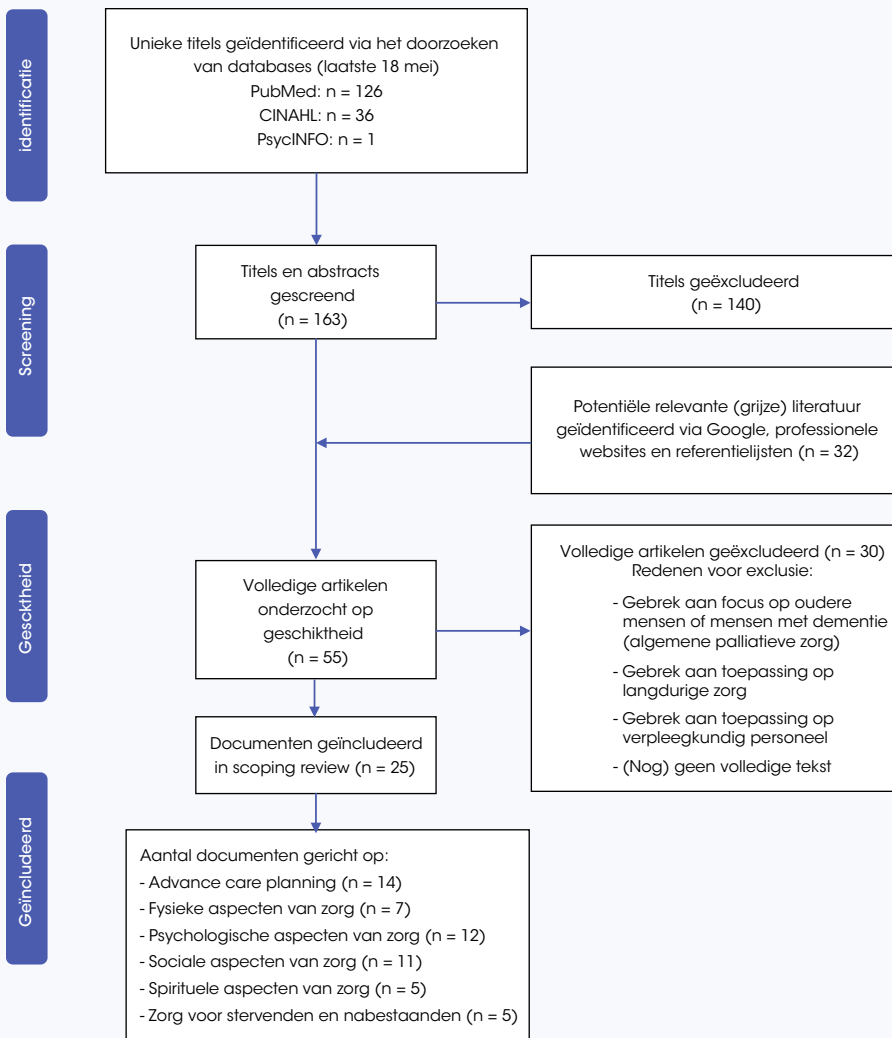 identificatie
Unieke titels geïdentificeerd via het doorzoeken
van databases (laatste 18 mei)
PubMed: n = 126
CINAHL: n = 36
PsycINFO: n = 1
Screening
Titels en abstracts
gescreend
(n = 163)
Titels geëxcludeerd
(n = 140)
Potentiële relevante (grijze) literatuur
geïdentificeerd via Google, professionele
websites en referentielijsten (n = 32)
Gescktheid
Volledige artikelen
onderzocht op
geschiktheid
(n = 55)
Volledige artikelen geëxcludeerd (n = 30)
Redenen voor exclusie:
- Gebrek aan focus op oudere
mensen of mensen met dementie
(algemene palliatieve zorg)
- Gebrek aan toepassing op
langdurige zorg
- Gebrek aan toepassing op
verpleegkundig personeel
- (Nog) geen volledige tekst
Documenten geïncludeerd
in scoping review (n = 25)
Geïncludeerd
Aantal documenten gericht op:
- Advance care planning (n = 14)
- Fysieke aspecten van zorg (n = 7)
- Psychologische aspecten van zorg (n = 12)
- Sociale aspecten van zorg (n = 11)
- Spirituele aspecten van zorg (n = 5)
- Zorg voor stervenden en nabestaanden (n = 5)